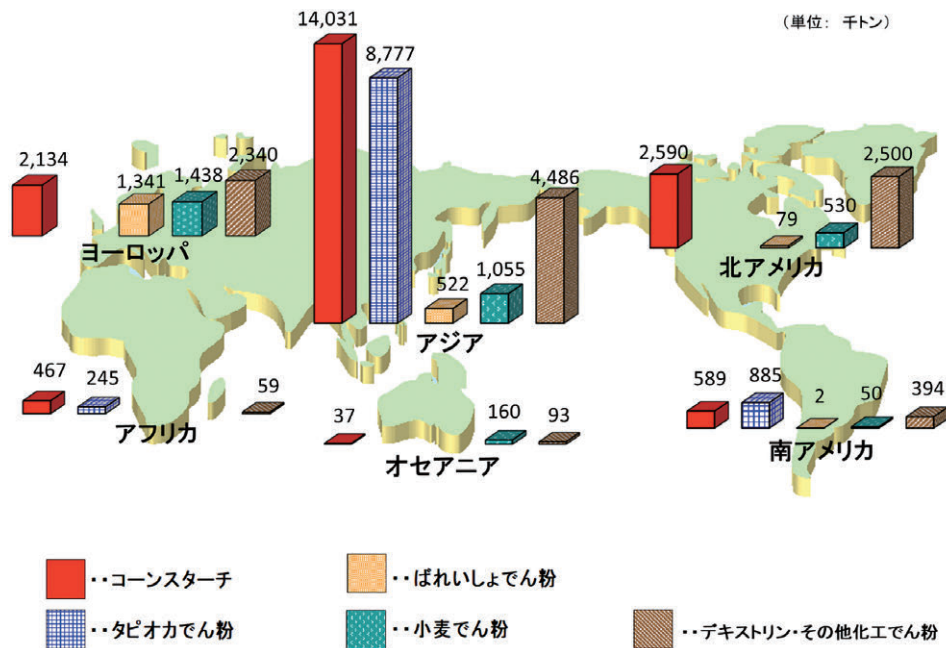 (単位: 千トン)
14,031
8,777
2,134
1,341
1,438
2,340
ヨーロッパ
522
1,055
4,486
アジア
2,590
79
530
2,500
北アメリカ
467
245
59
アフリカ
37
160
93
オセアニア
589
885
2
50
394
南アメリカ
・・コーンスターチ
・・ばれいしょでん粉
・・タピオカでん粉
・・小麦でん粉
・・デキストリン・その他化工でん粉